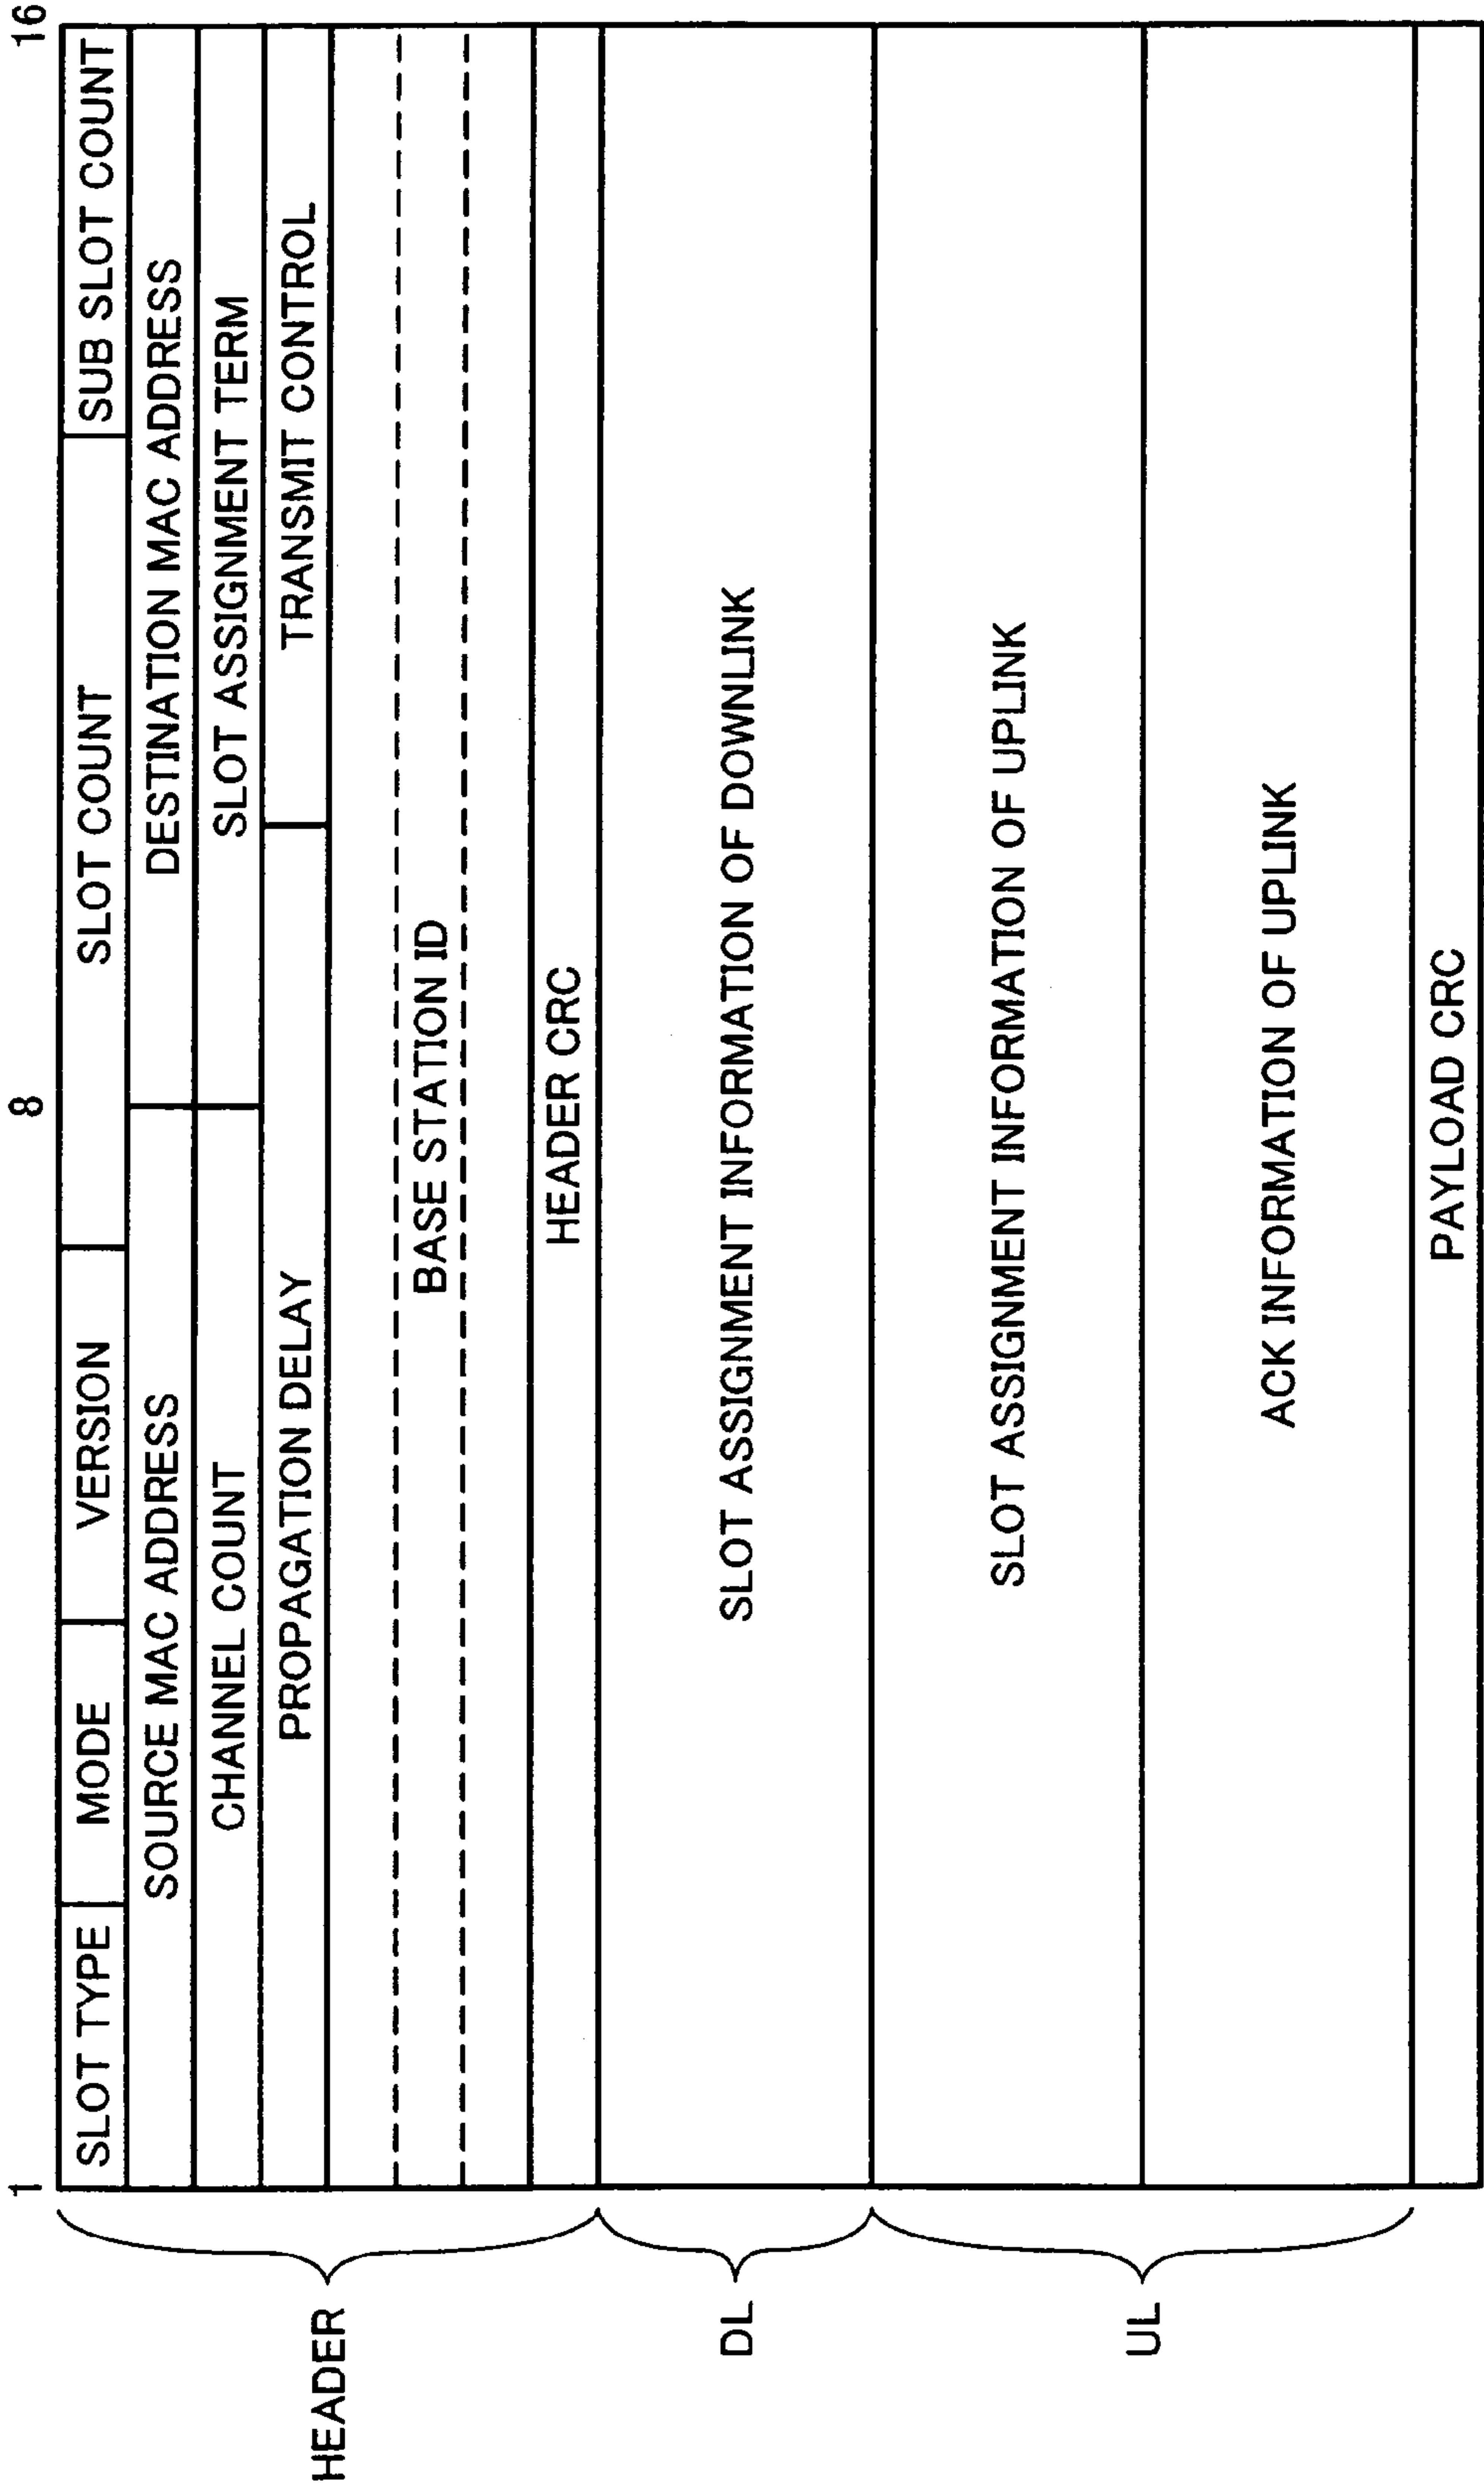 1 8 16
SLOT TYPE MODE VERSION SLOT COUNT SUB SLOT COUNT
SOURCE MAC ADDRESS DESTINATION MAC ADDRESS
CHANNEL COUNT SLOT ASSIGNMENT TERM
PROPAGATION DELAY TRANSMIT CONTROL
HEADER
BASE STATION ID
HEADER CRC
DL
SLOT ASSIGNMENT INFORMATION OF DOWNLINK
SLOT ASSIGNMENT INFORMATION OF UPLINK
UL
ACK INFORMATION OF UPLINK
PAYLOAD CRC